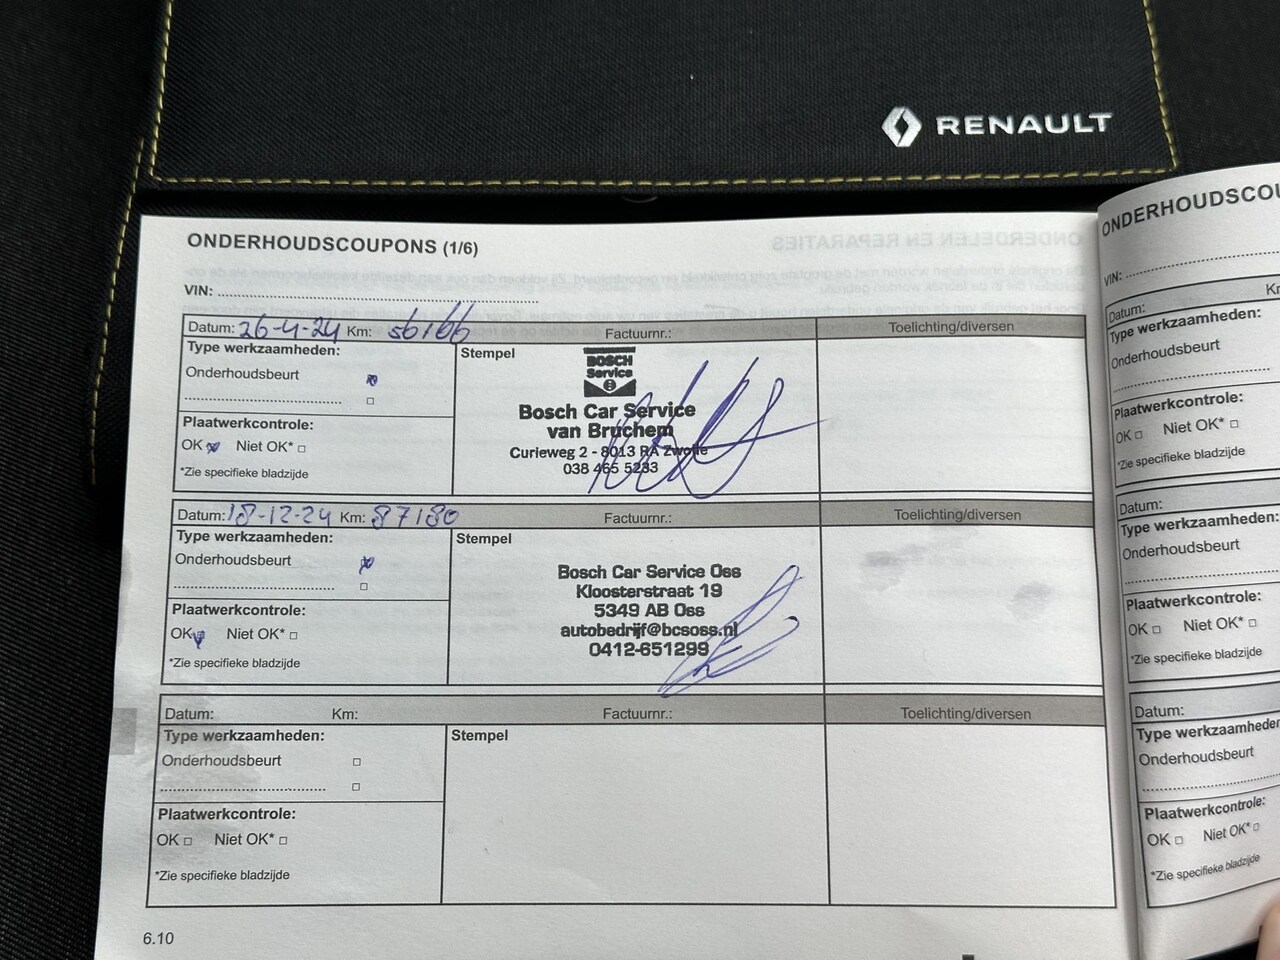 RENAULT
ONDERHOUDSCOUPONS (1/6)
VIN:
Datum: 26-4-24 Km: 56166 Factuurnr.: Toelichting/diversen
Type werkzaamheden:
Stempel
Onderhoudsbeurt
Plaatwerkcontrole:
OK Niet OK*
*Zie specifieke bladzijde
BOSCH
Service
Bosch Car Service
van Bruchem
Curieweg 2 - 8013 RA Zwolle
038 465 5233
Datum: 18-12-24 Km: 87180 Factuurnr.: Toelichting/diversen
Type werkzaamheden:
Stempel
Onderhoudsbeurt
Plaatwerkcontrole:
OK Niet OK*
*Zie specifieke bladzijde
Bosch Car Service Oss
Kloosterstraat 19
5349 AB Oss
autobedrijf@bcsoss.nl
0412-651299
Datum: Km: Factuurnr.: Toelichting/diversen
Type werkzaamheden:
Stempel
Onderhoudsbeurt
Plaatwerkcontrole:
OK Niet OK*
*Zie specifieke bladzijde
6.10
VIN:
Datum:
Type werkzaamheden:
Onderhoudsbeurt
Plaatwerkcontrole:
OK Niet OK*
*Zie specifieke bladzijde
Datum:
Type werkzaamheden:
Onderhoudsbeurt
Plaatwerkcontrole:
OK Niet OK*
*Zie specifieke bladzijde
Datum:
Type werkzaamheden
Onderhoudsbeurt
Plaatwerkcontrole:
OK Niet OK*
*Zie specifieke bladzijde